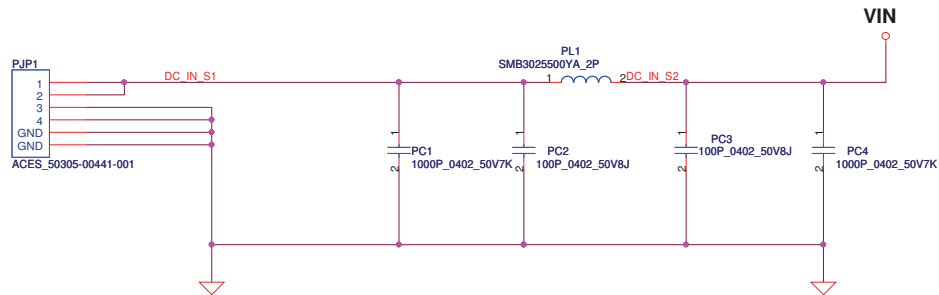 VIN
PJP1
PL1
SMB3025500YA_2P
DC_IN_S1
1
2
DC_IN_S2
1
2
3
4
GND
GND
ACES_50305-00441-001
1
PC1
1000P_0402_50V7K
2
1
PC2
100P_0402_50V8J
2
1
PC3
100P_0402_50V8J
2
1
PC4
1000P_0402_50V7K
2